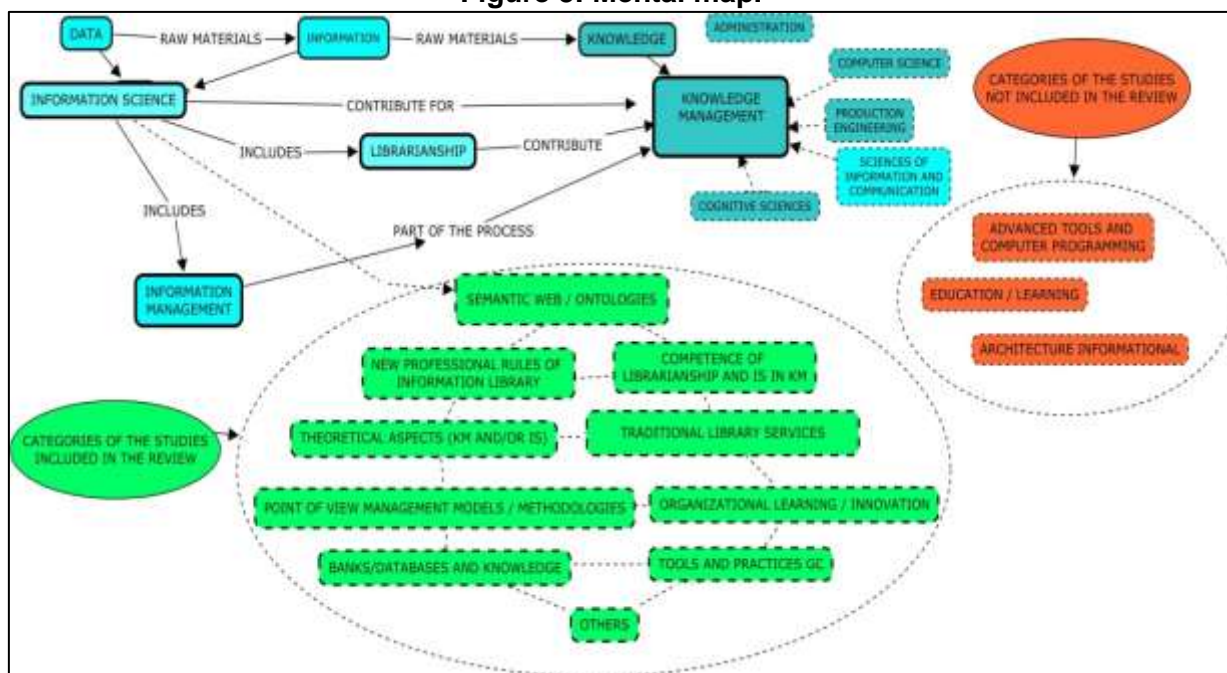 Figure 3: Mental map.
DATA
RAW MATERIALS
INFORMATION
RAW MATERIALS
KNOWLEDGE
ADMINISTRATION
COMPUTER SCIENCE
INFORMATION SCIENCE
CONTRIBUTE FOR
KNOWLEDGE
MANAGEMENT
PRODUCTION
ENGINEERING
INCLUDES
LIBRARIANSHIP
CONTRIBUTE
SCIENCES OF
INFORMATION AND
COMMUNICATION
COGNITIVE SCIENCES
INCLUDES
PART OF THE PROCESS
INFORMATION
MANAGEMENT
CATEGORIES OF THE STUDIES
NOT INCLUDED IN THE REVIEW
ADVANCED TOOLS AND
COMPUTER PROGRAMMING
EDUCATION / LEARNING
ARCHITECTURE INFORMATIONAL
SEMANTIC WEB / ONTOLOGIES
NEW PROFESSIONAL RULES OF
INFORMATION LIBRARY
COMPETENCE OF
LIBRARIANSHIP AND IS IN KM
CATEGORIES OF THE STUDIES
INCLUDED IN THE REVIEW
THEORETICAL ASPECTS (KM AND/OR IS)
TRADITIONAL LIBRARY SERVICES
POINT OF VIEW MANAGEMENT MODELS / METHODOLOGIES
ORGANIZATIONAL LEARNING / INNOVATION
BANKS/DATABASES AND KNOWLEDGE
TOOLS AND PRACTICES GC
OTHERS